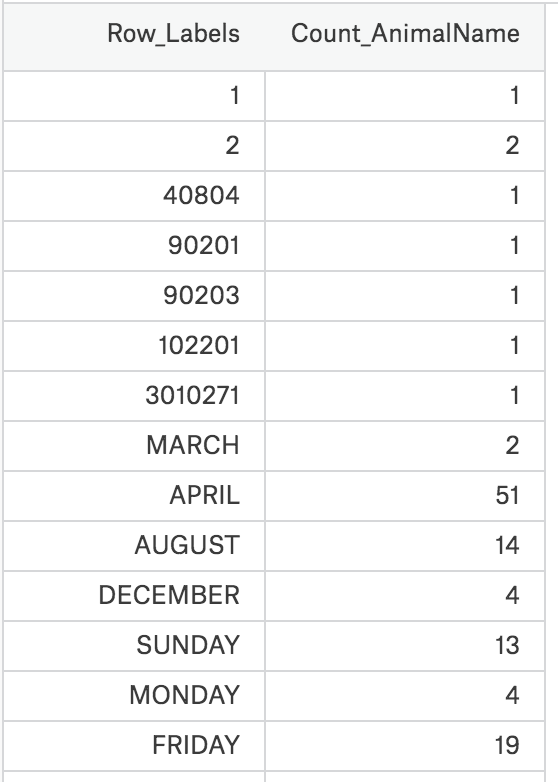 Row_Labels Count_AnimalName
1 1
2 2
40804 1
90201 1
90203 1
102201 1
3010271 1
MARCH 2
APRIL 51
AUGUST 14
DECEMBER 4
SUNDAY 13
MONDAY 4
FRIDAY 19